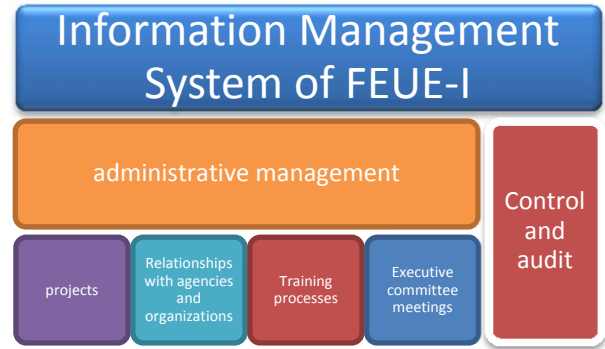 Information Management
System of FEUE-I
administrative management
Control
and
audit
projects
Relationships
with agencies
and
organizations
Training
processes
Executive
committee
meetings